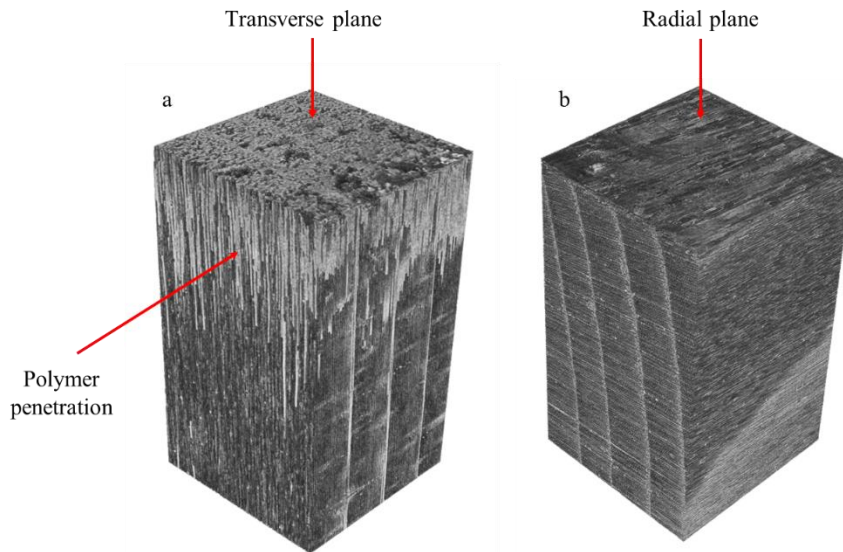 Transverse plane
Radial plane
a
b
Polymer
penetration